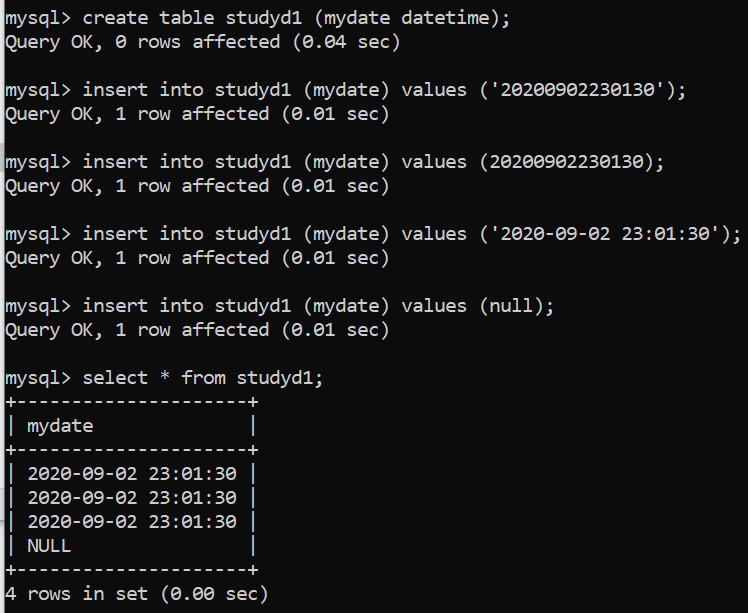 mysql> create table studyd1 (mydate datetime);
Query OK, 0 rows affected (0.04 sec)
mysql> insert into studyd1 (mydate) values ('20200902230130');
Query OK, 1 row affected (0.01 sec)
mysql> insert into studyd1 (mydate) values (20200902230130);
Query OK, 1 row affected (0.01 sec)
mysql> insert into studyd1 (mydate) values ('2020-09-02 23:01:30');
Query OK, 1 row affected (0.01 sec)
mysql> insert into studyd1 (mydate) values (null);
Query OK, 1 row affected (0.01 sec)
mysql> select * from studyd1;
+---------------------+
| mydate              |
+---------------------+
| 2020-09-02 23:01:30 |
| 2020-09-02 23:01:30 |
| 2020-09-02 23:01:30 |
| NULL                |
+---------------------+
4 rows in set (0.00 sec)